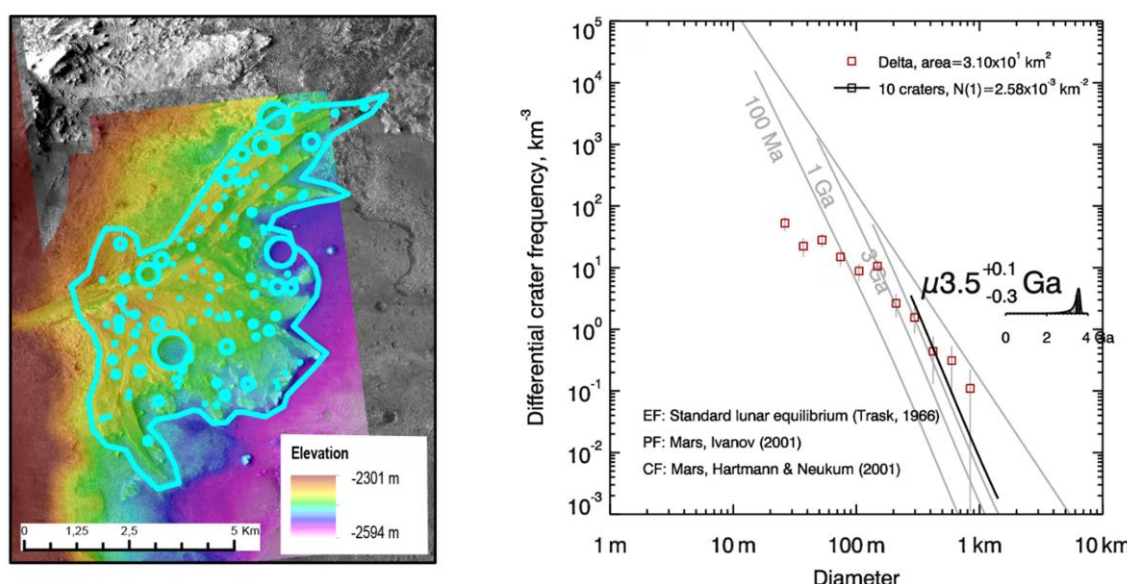 Elevation
-2301 m
-2594 m
0 1,25 2,5 5 Km
Differential crater frequency, km⁻³
10⁵
10⁴
10³
10²
10¹
10⁰
10⁻¹
10⁻²
10⁻³
Delta, area=3.10x10¹ km²
10 craters, N(1)=2.58x10⁻³ km⁻²
100 Ma
1 Ga
3 Ga
μ3.5 +0.1 -0.3 Ga
0 2 4 Ga
EF: Standard lunar equilibrium (Trask, 1966)
PF: Mars, Ivanov (2001)
CF: Mars, Hartmann & Neukum (2001)
1 m 10 m 100 m 1 km 10 km
Diameter